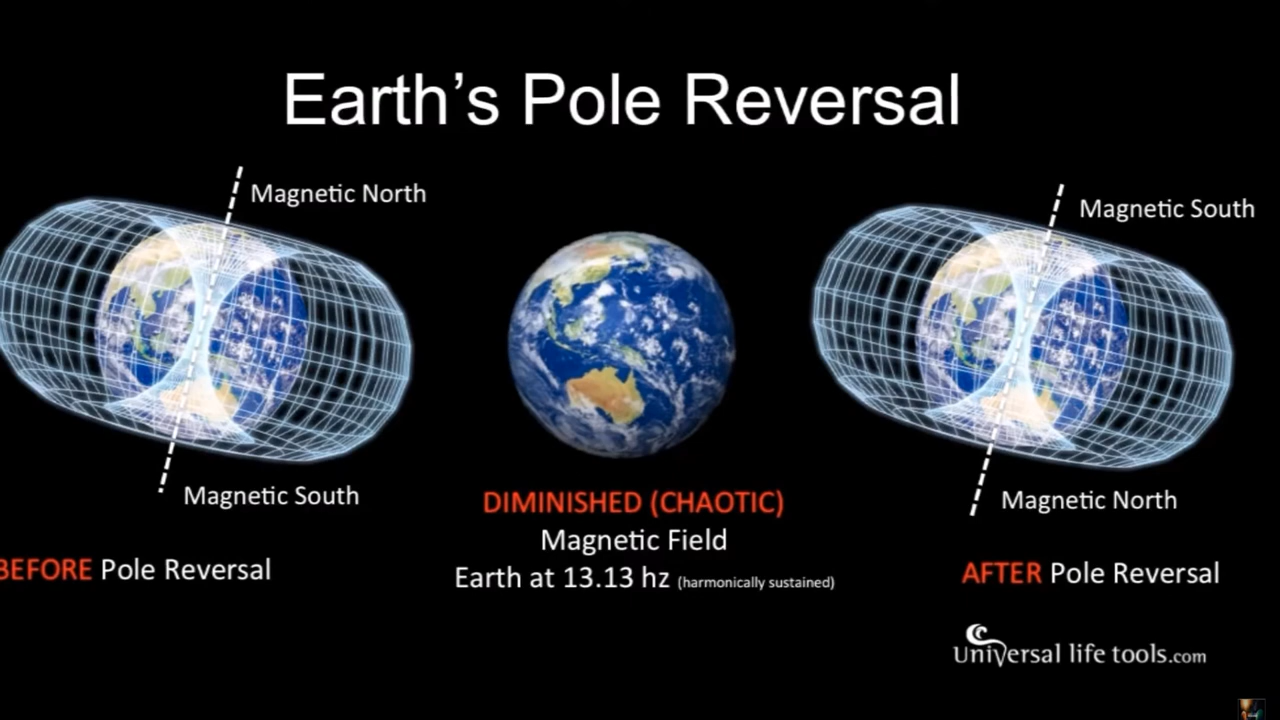 Earth's Pole Reversal
Magnetic North
Magnetic South
BEFORE Pole Reversal
DIMINISHED (CHAOTIC)
Magnetic Field
Earth at 13.13 hz (harmonically sustained)
Magnetic South
Magnetic North
AFTER Pole Reversal
universal life tools.com